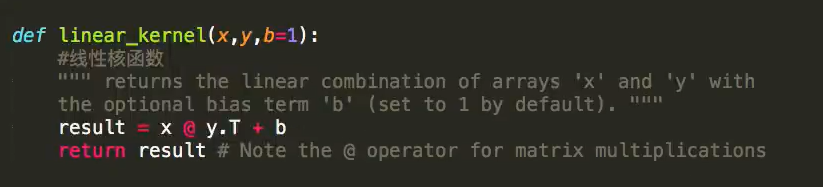 def linear_kernel(x,y,b=1):
#线性核函数
""" returns the linear combination of arrays 'x' and 'y' with
the optional bias term 'b' (set to 1 by default). """
result = x @ y.T + b
return result # Note the @ operator for matrix multiplications